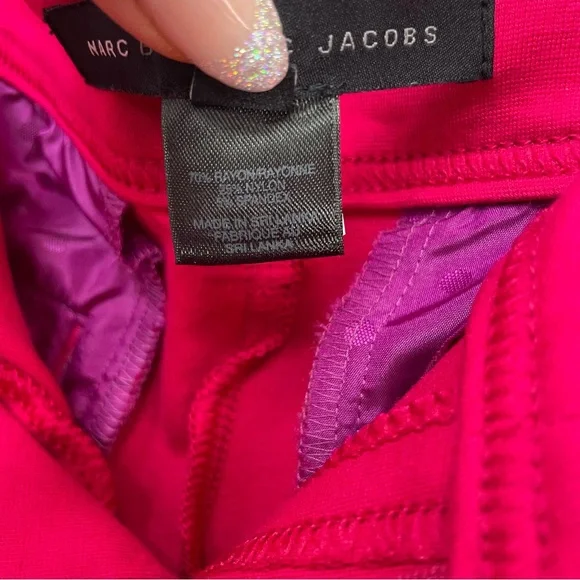 MARC JACOBS
70% RAYON/RAYONNE
25% NYLON
5% SPANDEX
MADE IN SRI LANKA
FABRIQUE AU
SRI LANKA